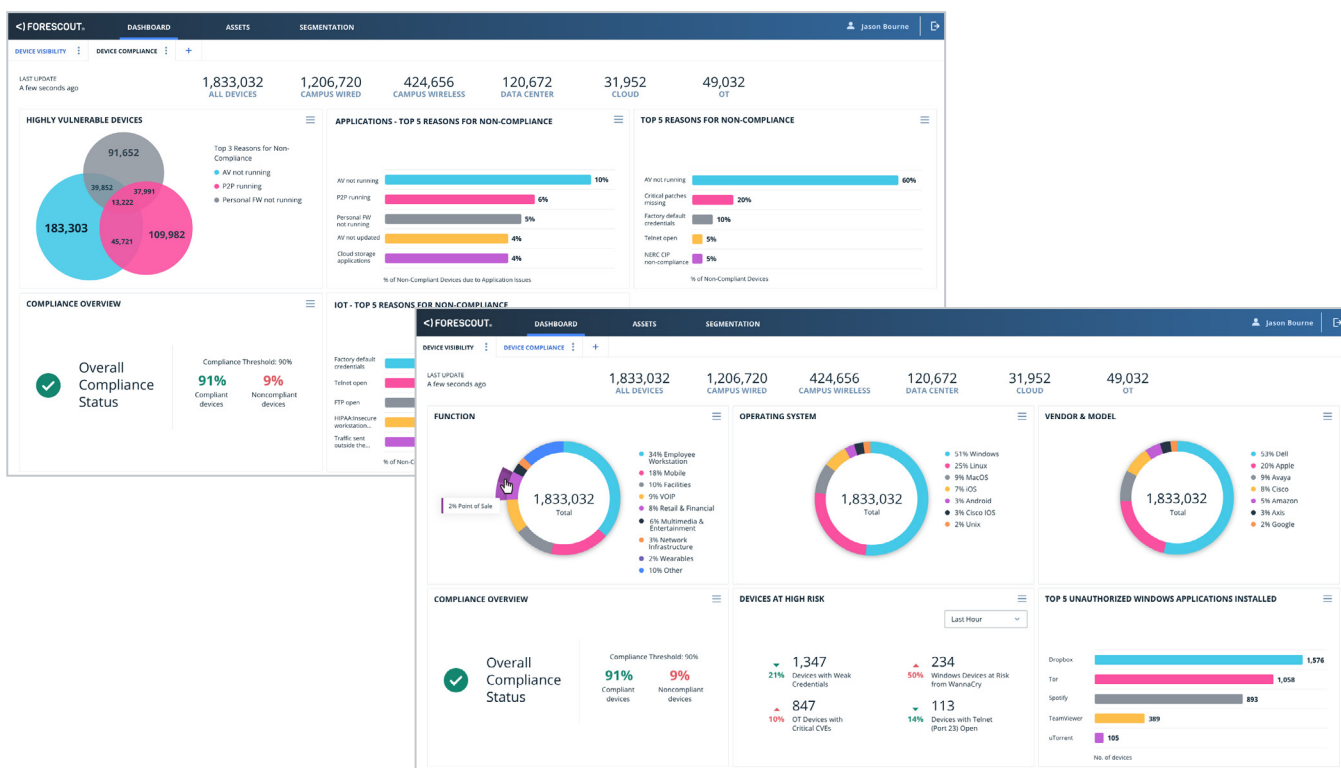 <) FORESCOUT.
DASHBOARD
ASSETS
SEGMENTATION
Jason Bourne
DEVICE VISIBILITY
DEVICE COMPLIANCE
+
LAST UPDATE
A few seconds ago
1,833,032
ALL DEVICES
1,206,720
CAMPUS WIRED
424,656
CAMPUS WIRELESS
120,672
DATA CENTER
31,952
CLOUD
49,032
OT
HIGHLY VULNERABLE DEVICES
91,652
39,852
37,991
13,222
183,303
109,982
45,721
Top 3 Reasons for Non-
Compliance
AV not running
P2P running
Personal FW not running
APPLICATIONS - TOP 5 REASONS FOR NON-COMPLIANCE
AV not running
10%
P2P running
6%
Personal FW
not running
5%
AV not updated
4%
Cloud storage
applications
4%
% of Non-Compliant Devices due to Application Issues
TOP 5 REASONS FOR NON-COMPLIANCE
AV not running
60%
Critical patches
missing
20%
Factory default
credentials
10%
Telnet open
5%
NERC CIP
non-compliance
5%
% of Non-Compliant Devices
COMPLIANCE OVERVIEW
Overall
Compliance
Status
Compliance Threshold: 90%
91%
Compliant
devices
9%
Noncompliant
devices
IOT - TOP 5 REASONS FOR NON-COMPLIANCE
Factory default
credentials
Telnet open
FTP open
HIPAA:Insecure
workstation...
Traffic sent
outside the...
% of Non-C
<) FORESCOUT.
DASHBOARD
ASSETS
SEGMENTATION
Jason Bourne
DEVICE VISIBILITY
DEVICE COMPLIANCE
+
LAST UPDATE
A few seconds ago
1,833,032
ALL DEVICES
1,206,720
CAMPUS WIRED
424,656
CAMPUS WIRELESS
120,672
DATA CENTER
31,952
CLOUD
49,032
OT
FUNCTION
2% Point of Sale
1,833,032
Total
34% Employee
Workstation
18% Mobile
10% Facilities
9% VOIP
8% Retail & Financial
6% Multimedia &
Entertainment
3% Network
Infrastructure
2% Wearables
10% Other
OPERATING SYSTEM
1,833,032
Total
51% Windows
25% Linux
9% MacOS
7% iOS
3% Android
3% Cisco IOS
2% Unix
VENDOR & MODEL
1,833,032
Total
53% Dell
20% Apple
9% Avaya
8% Cisco
5% Amazon
3% Axis
2% Google
COMPLIANCE OVERVIEW
Overall
Compliance
Status
Compliance Threshold: 90%
91%
Compliant
devices
9%
Noncompliant
devices
DEVICES AT HIGH RISK
Last Hour
21%
1,347
Devices with Weak
Credentials
50%
234
Windows Devices at Risk
from WannaCry
10%
847
OT Devices with
Critical CVEs
14%
113
Devices with Telnet
(Port 23) Open
TOP 5 UNAUTHORIZED WINDOWS APPLICATIONS INSTALLED
Dropbox
1,576
Tor
1,058
Spotify
893
TeamViewer
389
uTorrent
105
No. of devices